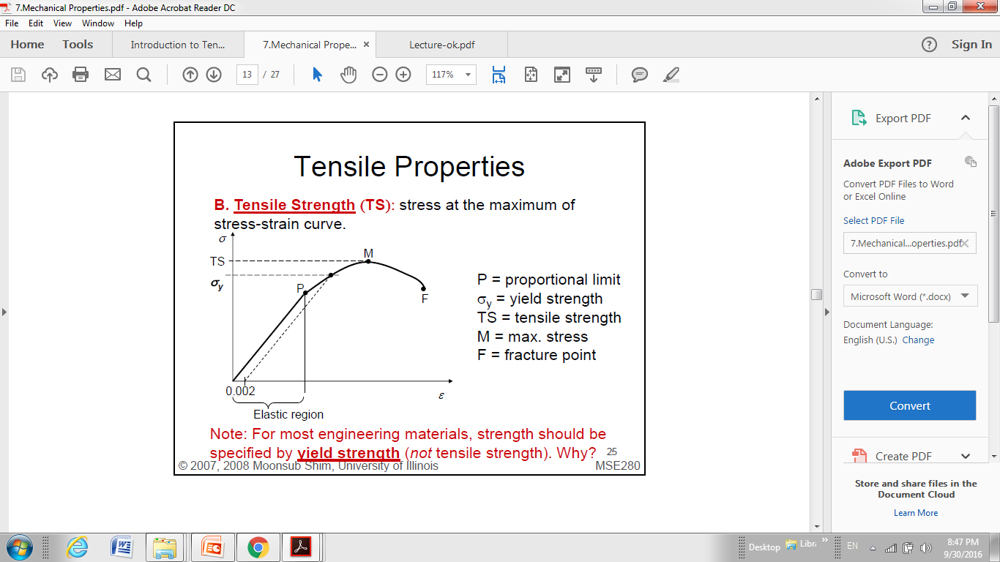 7.Mechanical Properties.pdf - Adobe Acrobat Reader DC
File Edit View Window Help
Home Tools Introduction to Ten... 7.Mechanical Prope... × Lecture-ok.pdf ? Sign In
13 / 27 117%
Tensile Properties
B. Tensile Strength (TS): stress at the maximum of
stress-strain curve.
σ
TS
M
σy
P
F
0.002
ε
Elastic region
P = proportional limit
σy = yield strength
TS = tensile strength
M = max. stress
F = fracture point
Note: For most engineering materials, strength should be
specified by yield strength (not tensile strength). Why? 25
© 2007, 2008 Moonsub Shim, University of Illinois MSE280
Export PDF
Adobe Export PDF
Convert PDF Files to Word
or Excel Online
Select PDF File
7.Mechanical...operties.pdf ×
Convert to
Microsoft Word (*.docx)
Document Language:
English (U.S.) Change
Convert
Create PDF
Store and share files in the
Document Cloud
Learn More
Desktop Libra » EN 8:47 PM
9/30/2016